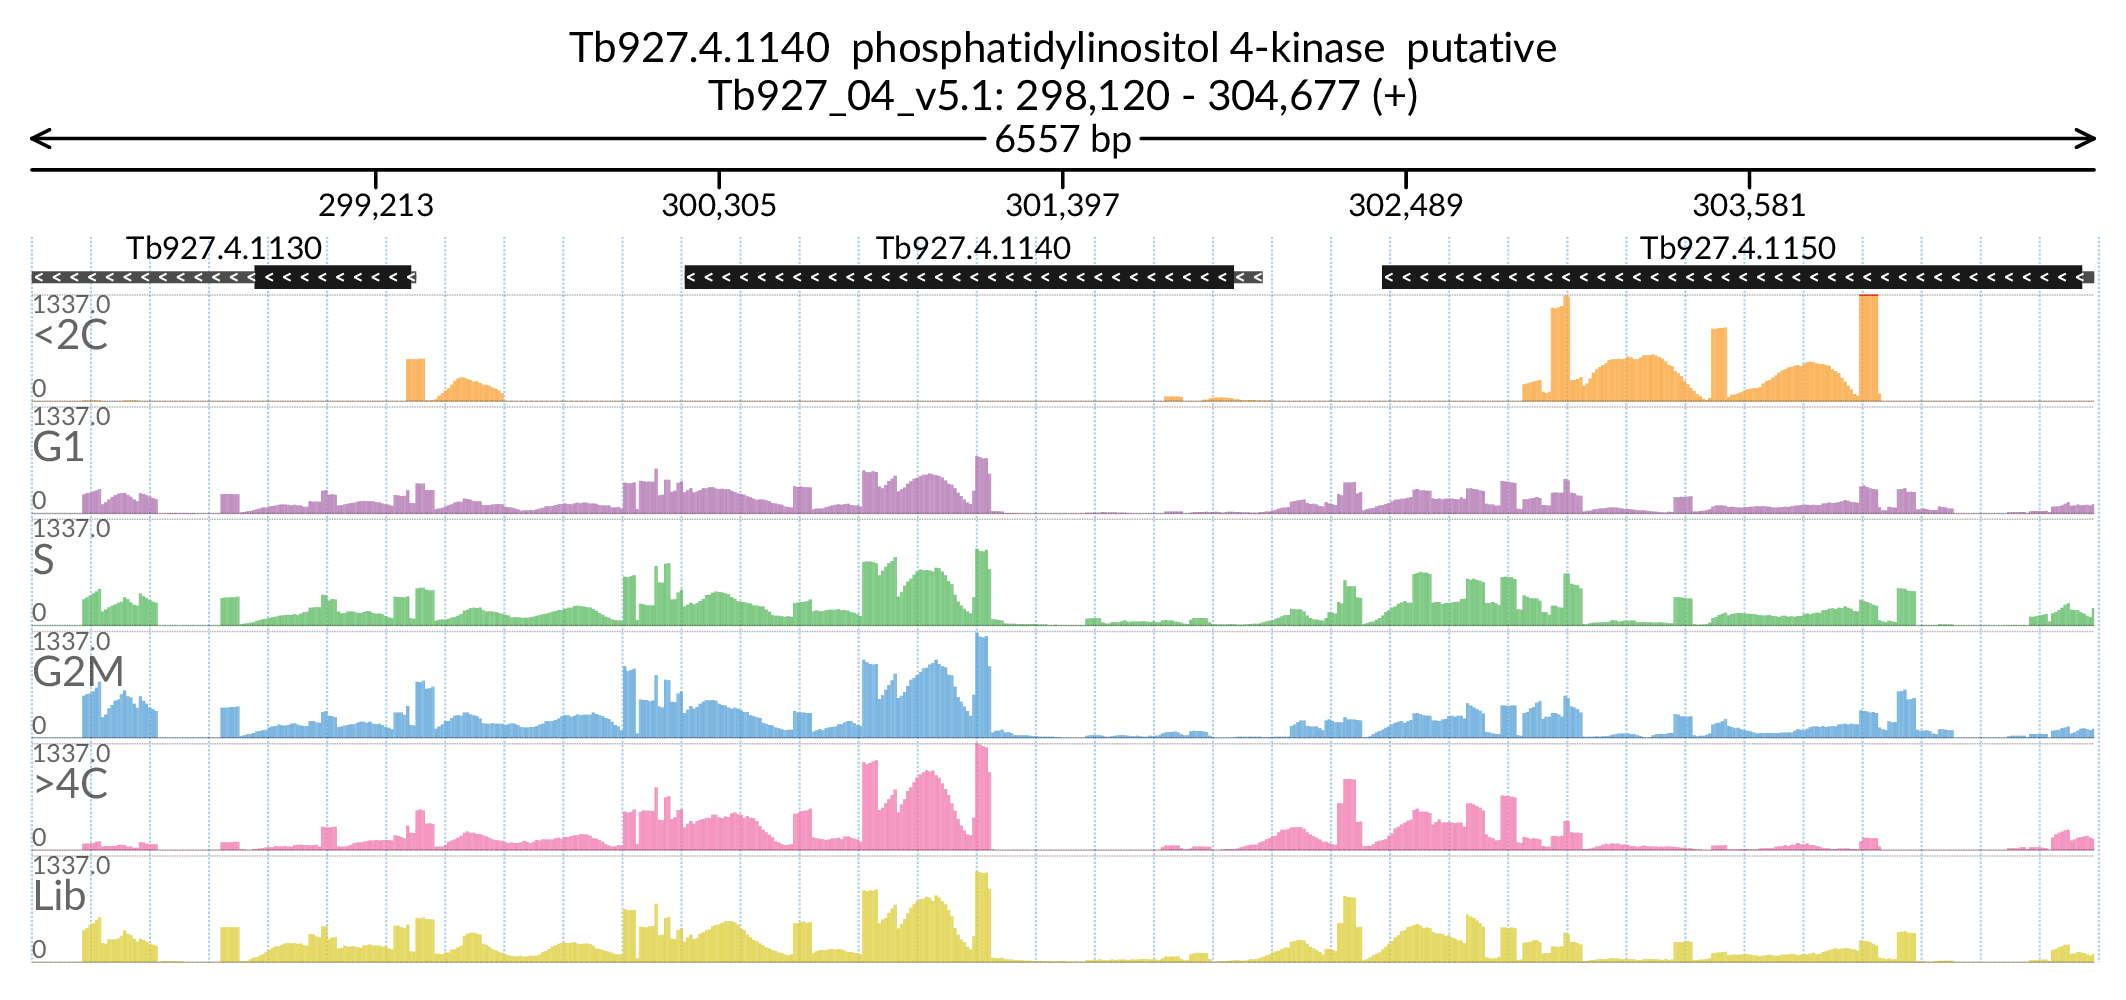 Tb927.4.1140 phosphatidylinositol 4-kinase putative
Tb927_04_v5.1: 298,120 - 304,677 (+)
6557 bp
299,213 300,305 301,397 302,489 303,581
Tb927.4.1130 Tb927.4.1140 Tb927.4.1150
1337.0
<2C
0
1337.0
G1
0
1337.0
S
0
1337.0
G2M
0
1337.0
>4C
0
1337.0
Lib
0